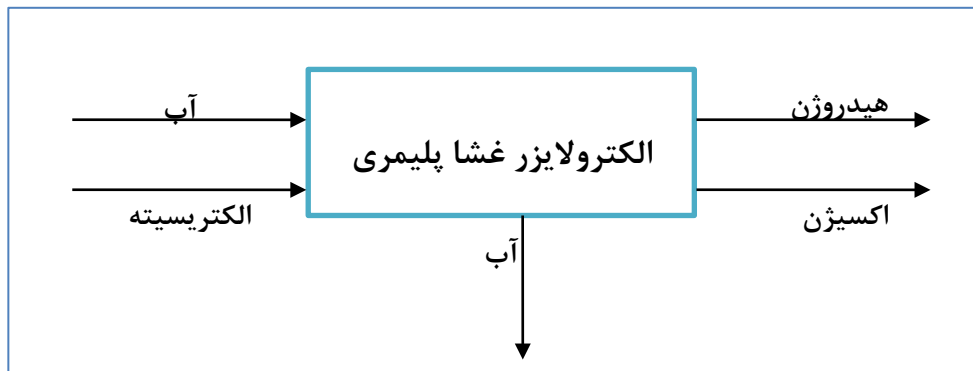 هیدروژن
آب
الکترولایزر غشا پلیمری
اکسیژن
الکتریسیته
آب